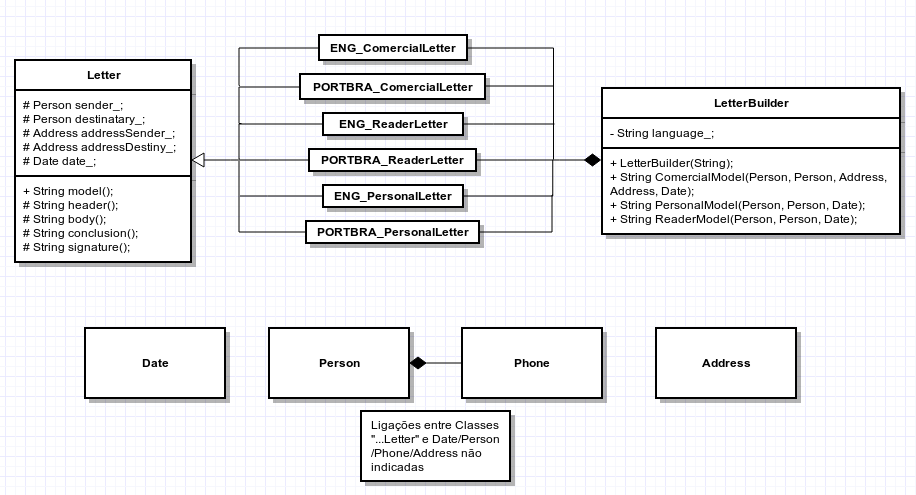 Letter
# Person sender_;
# Person destinatary_;
# Address addressSender_;
# Address addressDestiny_;
# Date date_;
+ String model();
# String header();
# String body();
# String conclusion();
# String signature();
ENG_ComercialLetter
PORTBRA_ComercialLetter
ENG_ReaderLetter
PORTBRA_ReaderLetter
ENG_PersonalLetter
PORTBRA_PersonalLetter
LetterBuilder
- String language_;
+ LetterBuilder(String);
+ String ComercialModel(Person, Person, Address,
Address, Date);
+ String PersonalModel(Person, Person, Date);
+ String ReaderModel(Person, Person, Date);
Date
Person
Phone
Address
Ligações entre Classes
"...Letter" e Date/Person
/Phone/Address não
indicadas